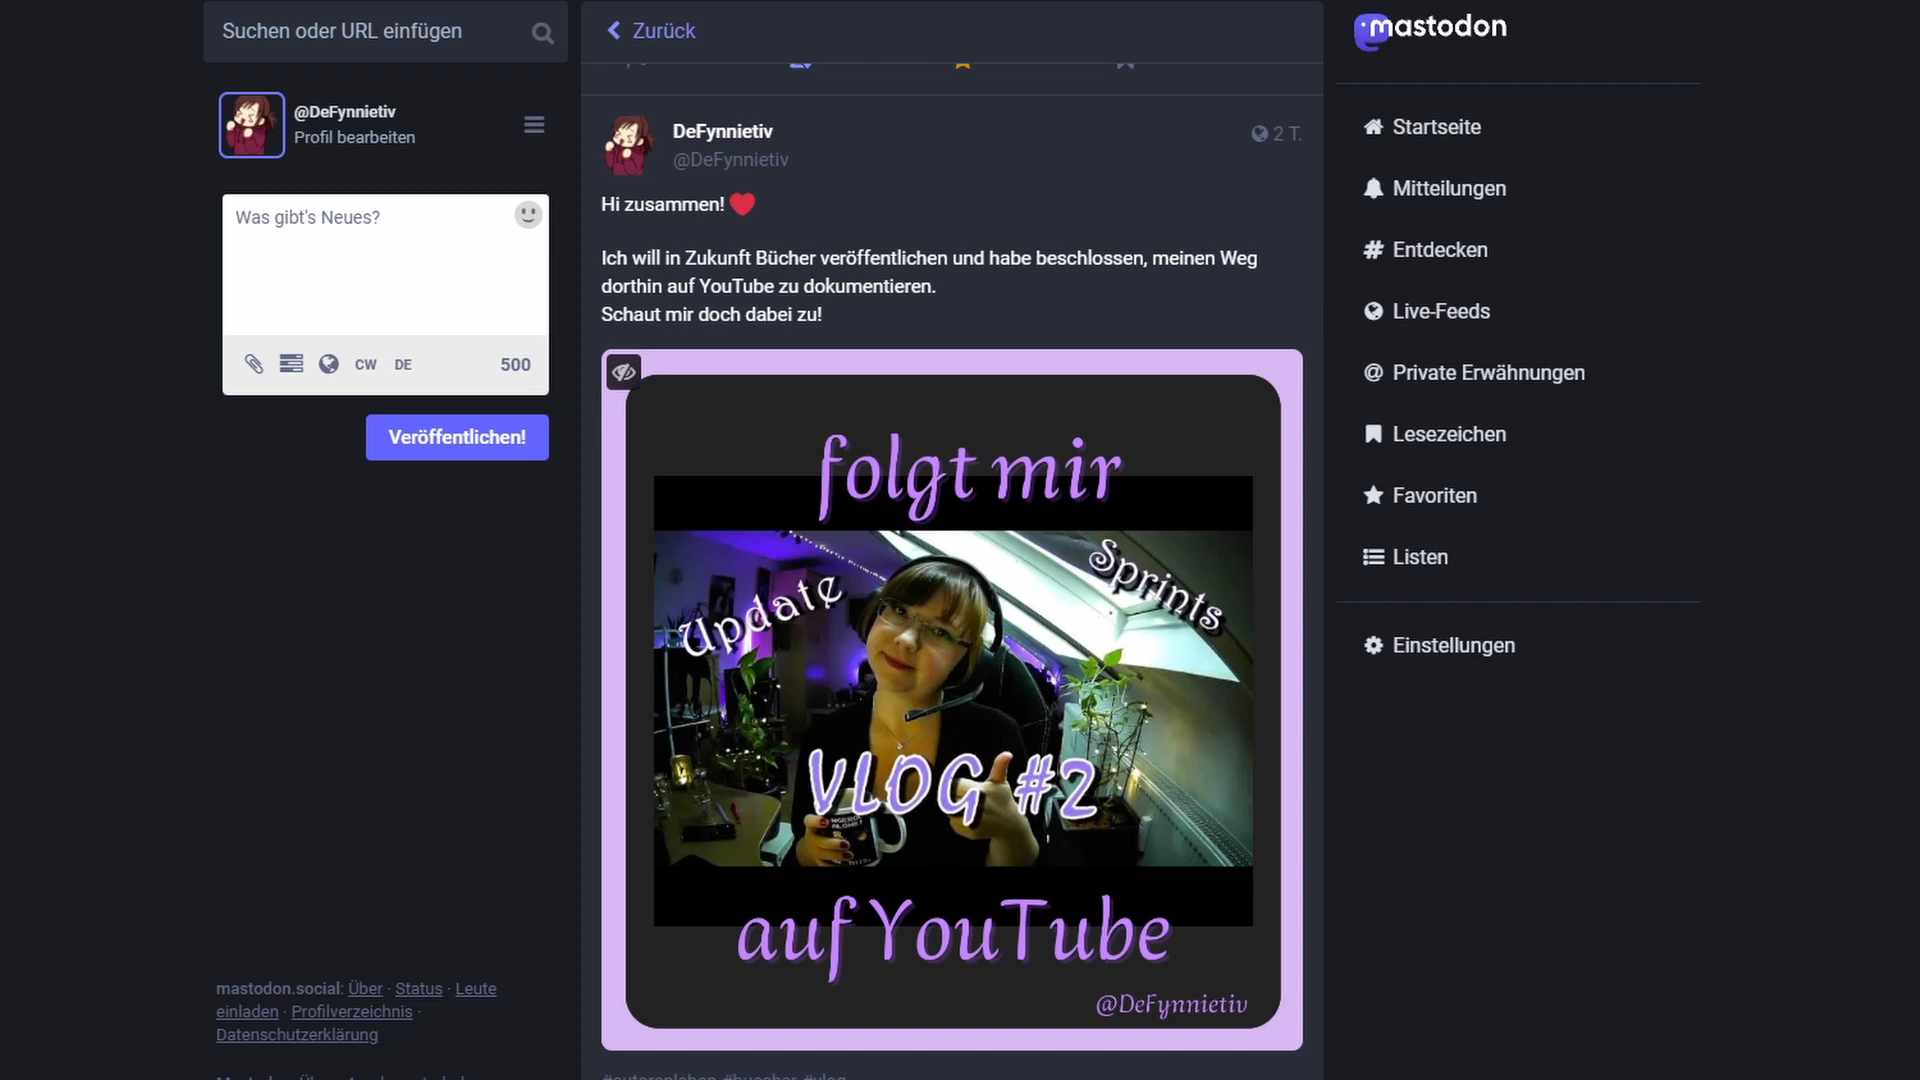 Suchen oder URL einfügen
@DeFynnietiv
Profil bearbeiten
Was gibt's Neues?
CW DE 500
Veröffentlichen!
mastodon.social: Über · Status · Leute
einladen · Profilverzeichnis ·
Datenschutzerklärung
Zurück
DeFynnietiv
@DeFynnietiv
2 T.
Hi zusammen!
Ich will in Zukunft Bücher veröffentlichen und habe beschlossen, meinen Weg
dorthin auf YouTube zu dokumentieren.
Schaut mir doch dabei zu!
folgt mir
Update
Sprints
VLOG #2
auf YouTube
@DeFynnietiv
#autorenleben #buecher #vlog
mastodon
Startseite
Mitteilungen
Entdecken
Live-Feeds
Private Erwähnungen
Lesezeichen
Favoriten
Listen
Einstellungen